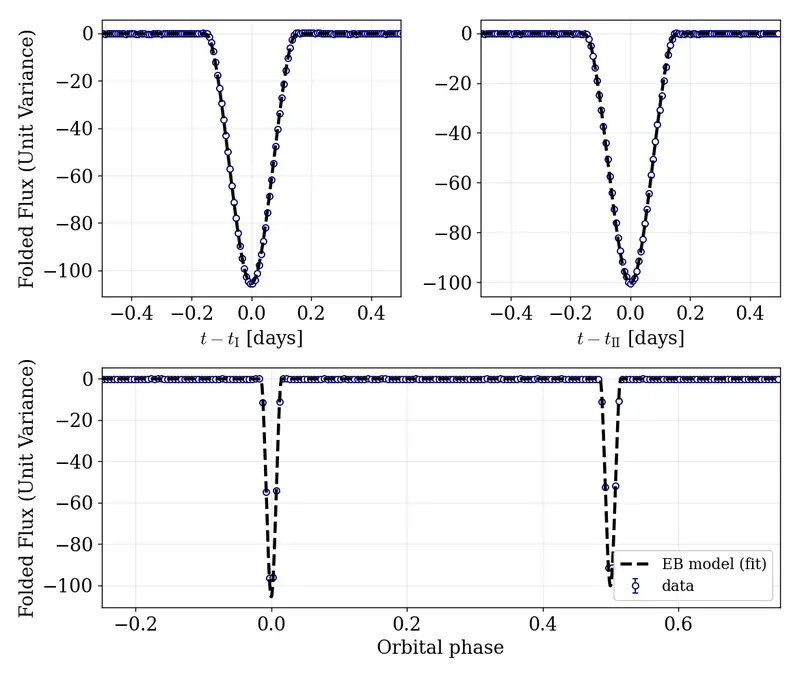 Folded Flux (Unit Variance)
0
−20
−40
−60
−80
−100
−0.4 −0.2 0.0 0.2 0.4
t − t_I [days]
0
−20
−40
−60
−80
−100
−0.4 −0.2 0.0 0.2 0.4
t − t_II [days]
Folded Flux (Unit Variance)
0
−20
−40
−60
−80
−100
−0.2 0.0 0.2 0.4 0.6
Orbital phase
EB model (fit)
data